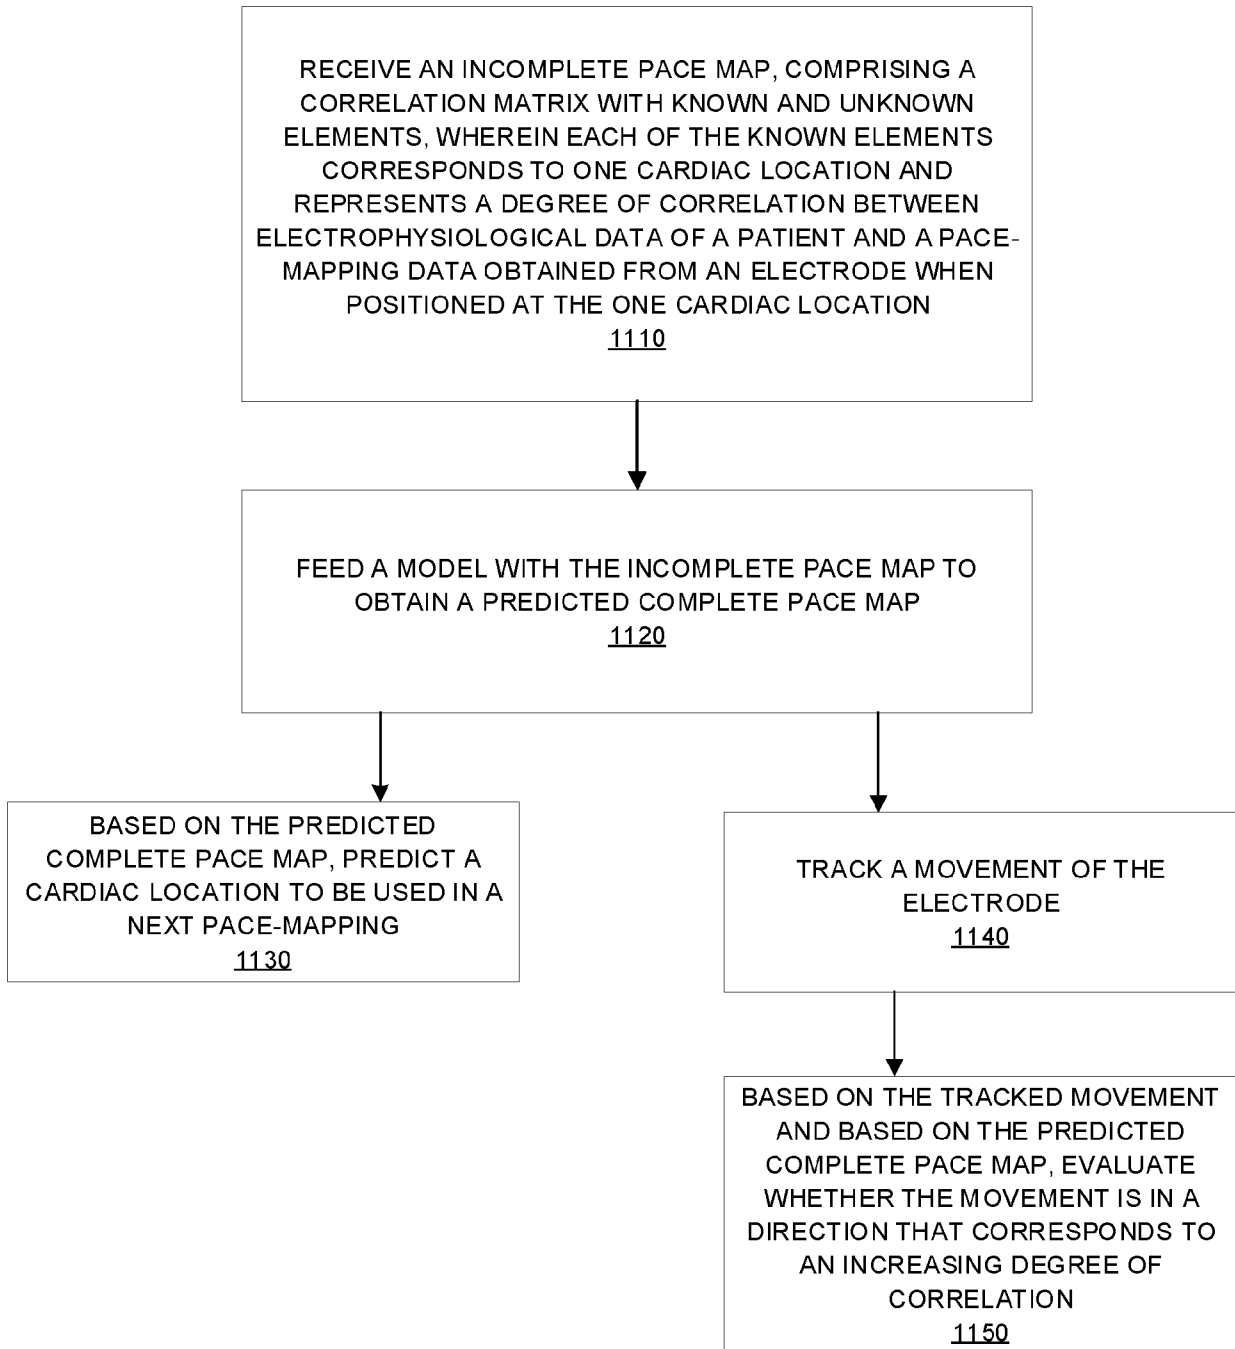 RECEIVE AN INCOMPLETE PACE MAP, COMPRISING A
CORRELATION MATRIX WITH KNOWN AND UNKNOWN
ELEMENTS, WHEREIN EACH OF THE KNOWN ELEMENTS
CORRESPONDS TO ONE CARDIAC LOCATION AND
REPRESENTS A DEGREE OF CORRELATION BETWEEN
ELECTROPHYSIOLOGICAL DATA OF A PATIENT AND A PACE-
MAPPING DATA OBTAINED FROM AN ELECTRODE WHEN
POSITIONED AT THE ONE CARDIAC LOCATION
1110
FEED A MODEL WITH THE INCOMPLETE PACE MAP TO
OBTAIN A PREDICTED COMPLETE PACE MAP
1120
BASED ON THE PREDICTED
COMPLETE PACE MAP, PREDICT A
CARDIAC LOCATION TO BE USED IN A
NEXT PACE-MAPPING
1130
TRACK A MOVEMENT OF THE
ELECTRODE
1140
BASED ON THE TRACKED MOVEMENT
AND BASED ON THE PREDICTED
COMPLETE PACE MAP, EVALUATE
WHETHER THE MOVEMENT IS IN A
DIRECTION THAT CORRESPONDS TO
AN INCREASING DEGREE OF
CORRELATION
1150